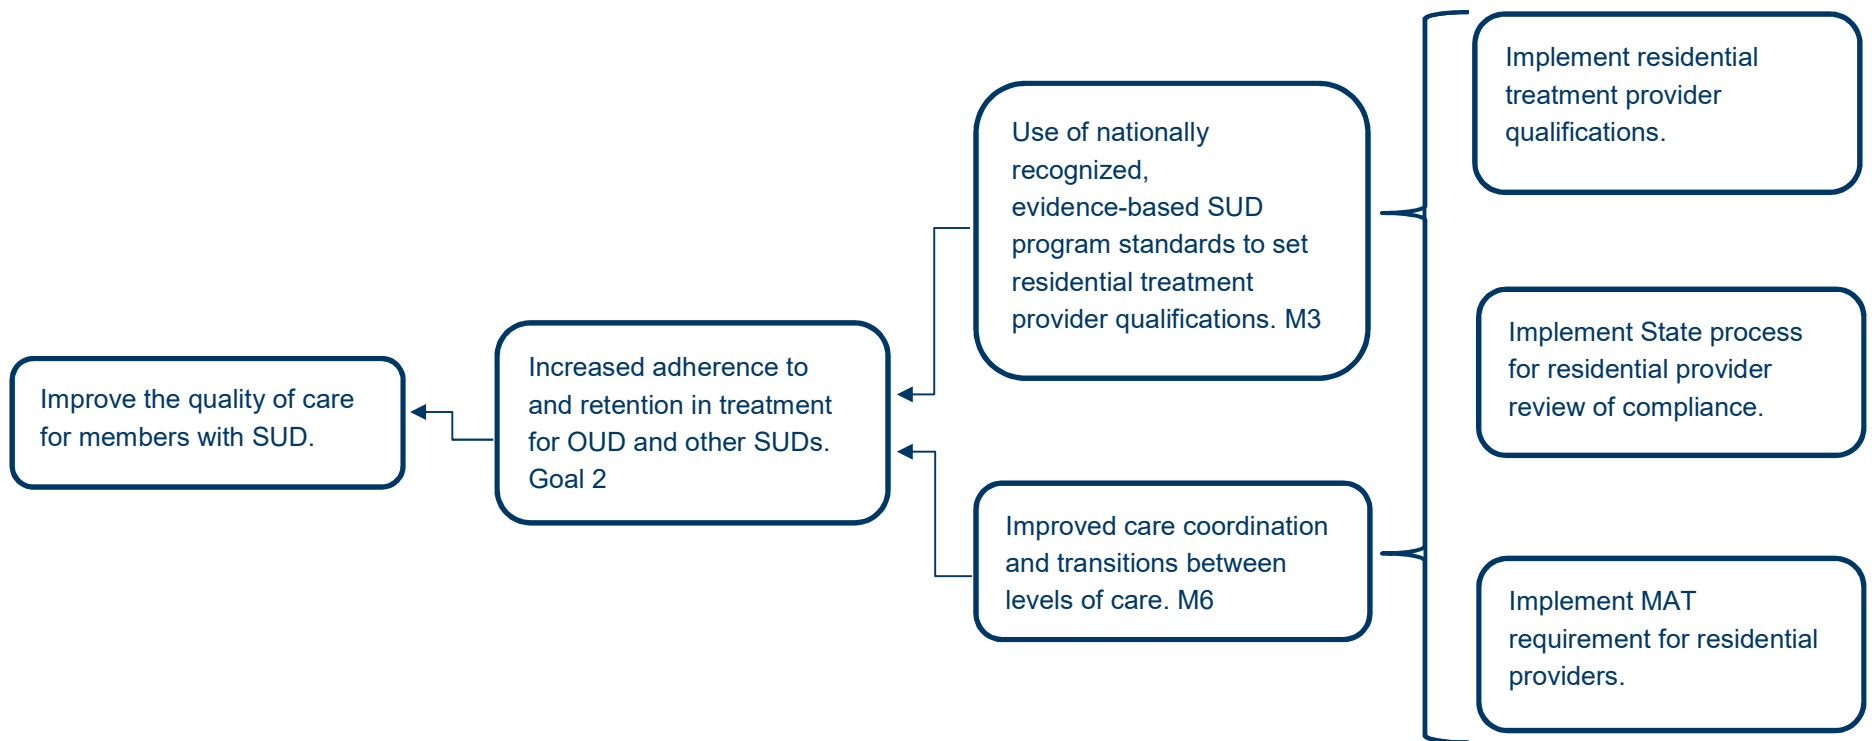 Improve the quality of care
for members with SUD.
Increased adherence to
and retention in treatment
for OUD and other SUDs.
Goal 2
Use of nationally
recognized,
evidence-based SUD
program standards to set
residential treatment
provider qualifications. M3
Improved care coordination
and transitions between
levels of care. M6
Implement residential
treatment provider
qualifications.
Implement State process
for residential provider
review of compliance.
Implement MAT
requirement for residential
providers.